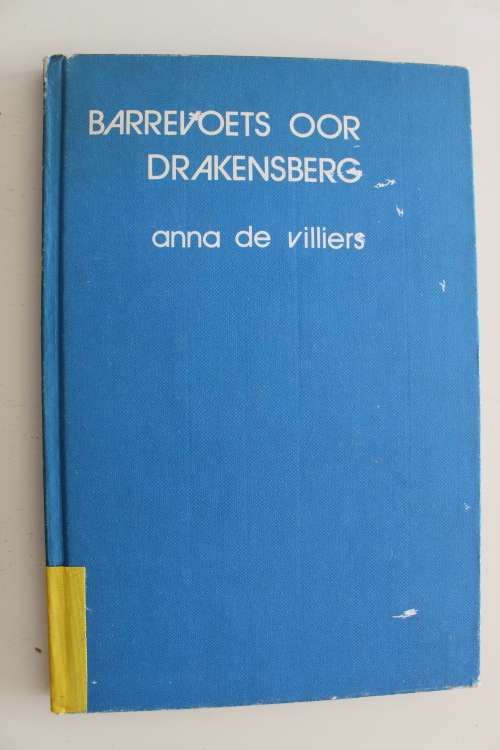 BARREVOETS OOR
DRAKENSBERG
anna de villiers